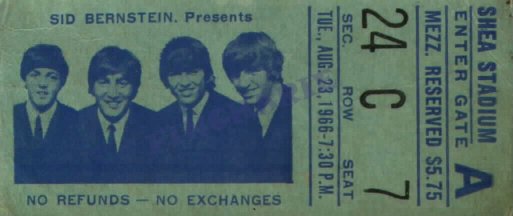 SID BERNSTEIN. Presents
NO REFUNDS — NO EXCHANGES
SHEA STADIUM
ENTER GATE A
MEZZ. RESERVED $5.75
24 C 7
SEC. ROW SEAT
TUE., AUG. 23, 1966-7:30 P.M.